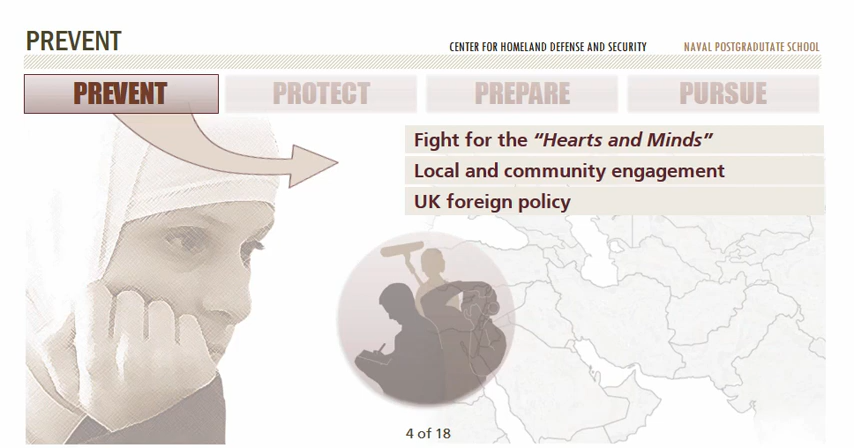 PREVENT
CENTER FOR HOMELAND DEFENSE AND SECURITY NAVAL POSTGRADUTATE SCHOOL
PREVENT PROTECT PREPARE PURSUE
Fight for the “Hearts and Minds”
Local and community engagement
UK foreign policy
4 of 18